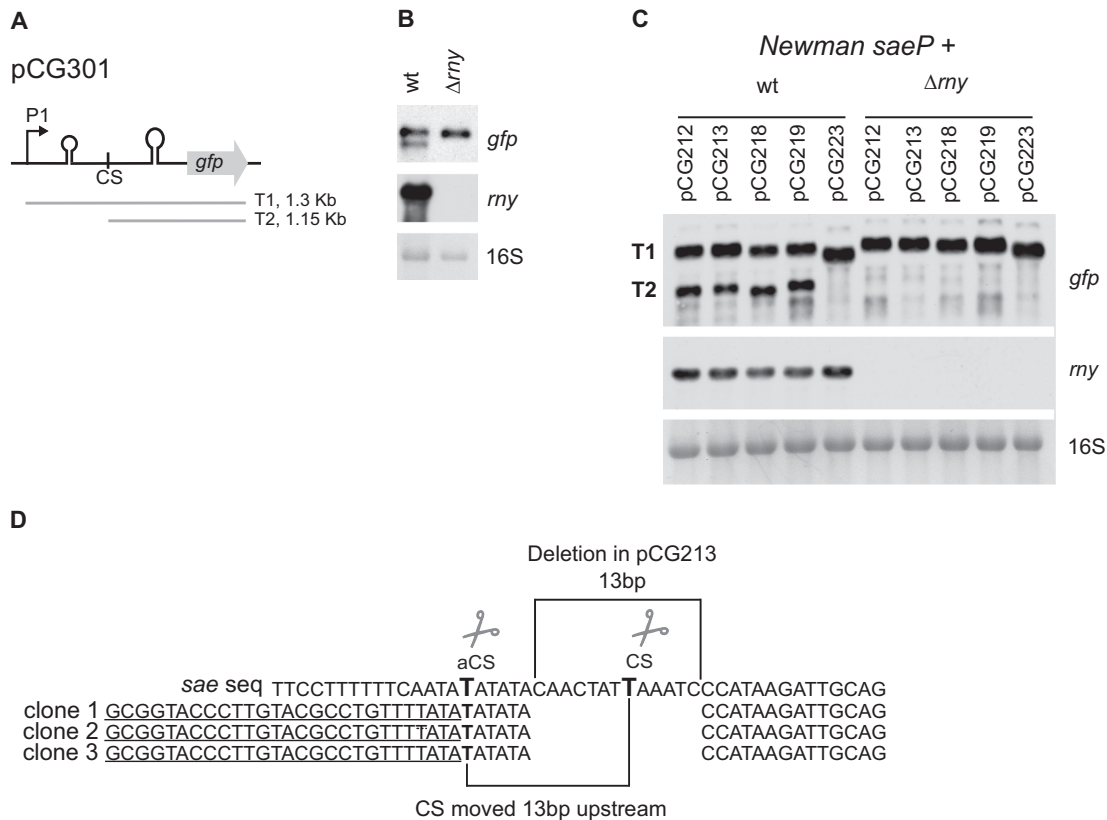 A
pCG301
P1
CS
gfp
T1, 1.3 Kb
T2, 1.15 Kb
B
wt
Δrny
gfp
rny
16S
C
Newman saeP +
wt
Δrny
pCG212
pCG213
pCG218
pCG219
pCG223
pCG212
pCG213
pCG218
pCG219
pCG223
T1
T2
gfp
rny
16S
D
Deletion in pCG213
13bp
aCS
CS
sae seq TTCCTTTTTTCAATATATATACAACTATTAAATCCCATAAGATTGCAG
clone 1 GCGGTACCCTTGTACGCCTGTTTTATATATATA CCCATAAGATTGCAG
clone 2 GCGGTACCCTTGTACGCCTGTTTTATATATATA CCCATAAGATTGCAG
clone 3 GCGGTACCCTTGTACGCCTGTTTTATATATATA CCCATAAGATTGCAG
CS moved 13bp upstream